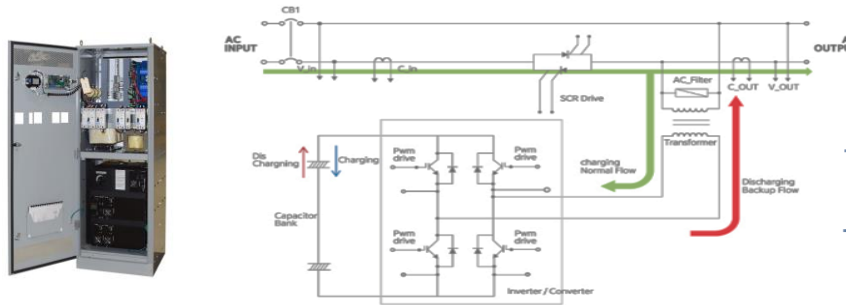 CB1
AC
INPUT
V_in
C_in
SCR Drive
AC_Filter
C_OUT
V_OUT
A
OUTPU
Transformer
Dis
Chargning
Charging
Pwm
drive
Pwm
drive
charging
Normal Flow
Discharging
Backup Flow
Capacitor
Bank
Pwm
drive
Pwm
drive
Inverter / Converter